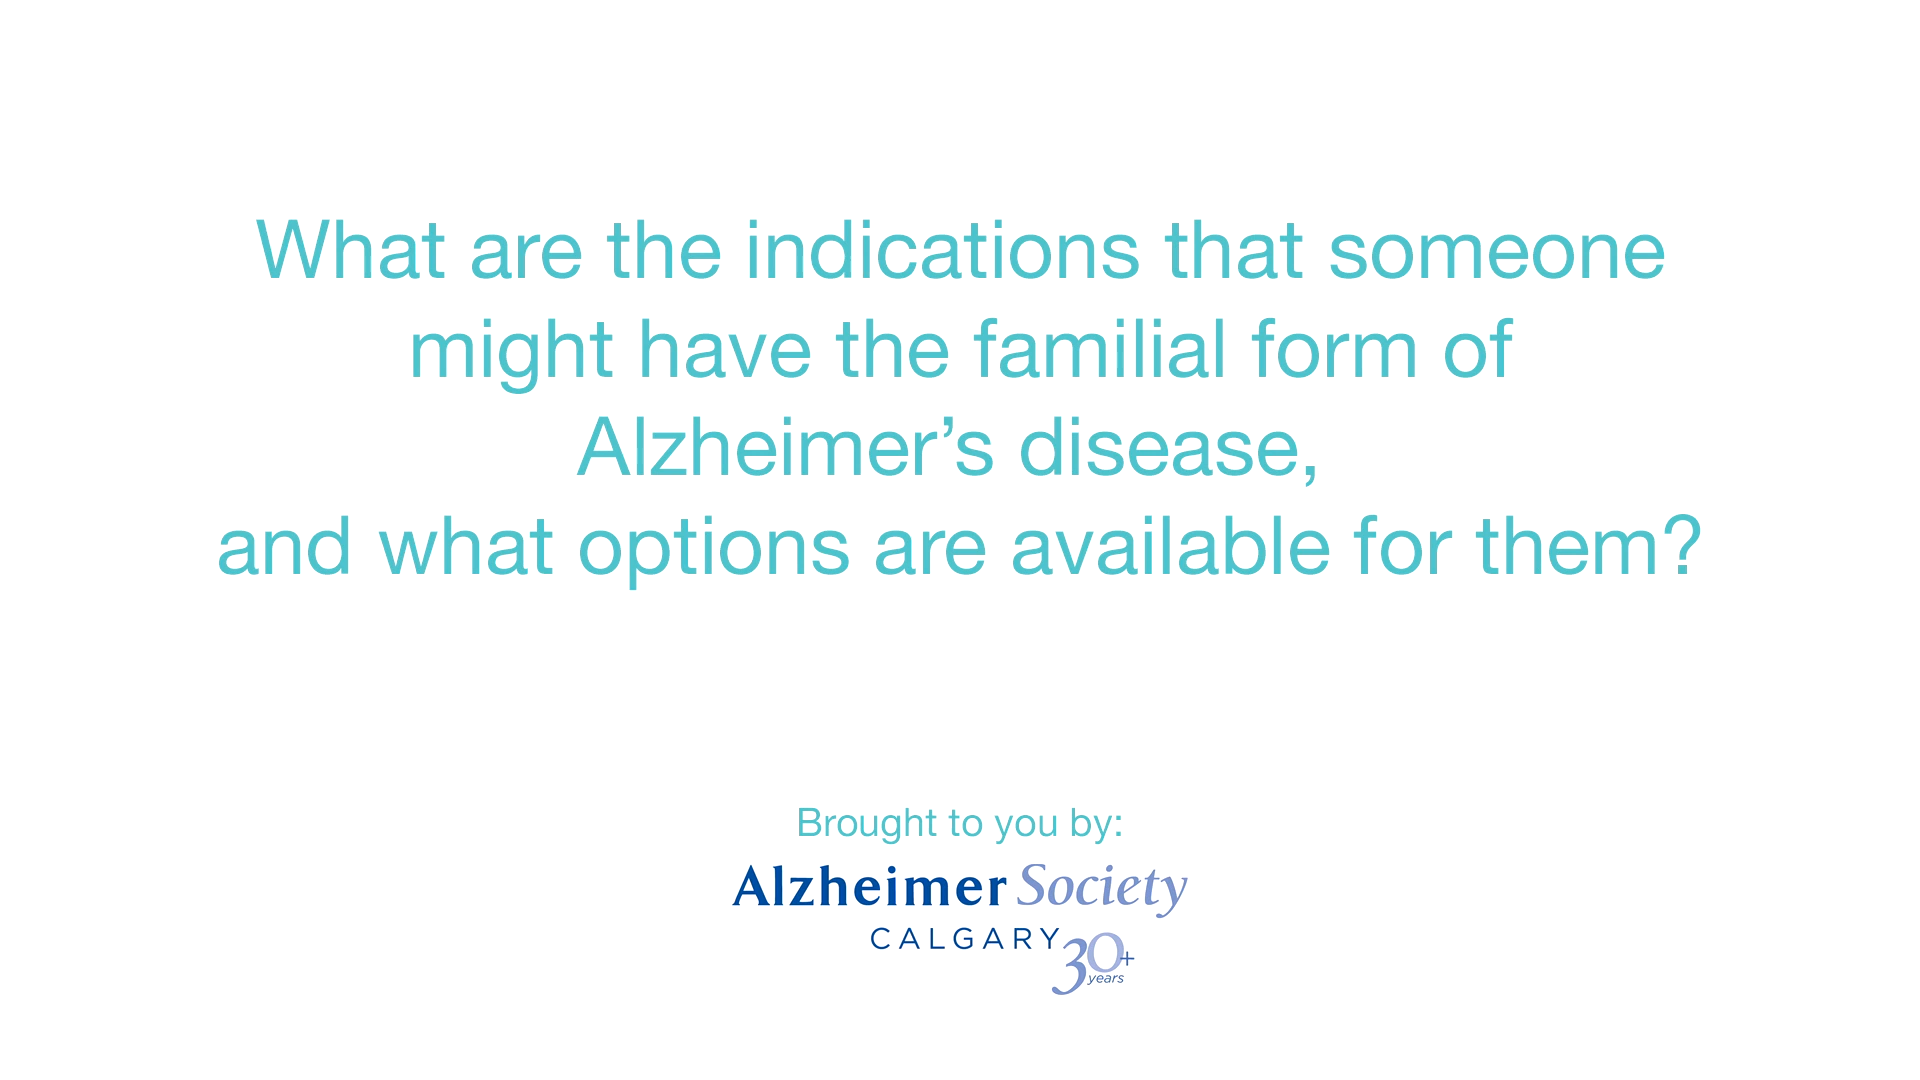 What are the indications that someone
might have the familial form of
Alzheimer’s disease,
and what options are available for them?
Brought to you by:
Alzheimer Society
CALGARY
30+
years